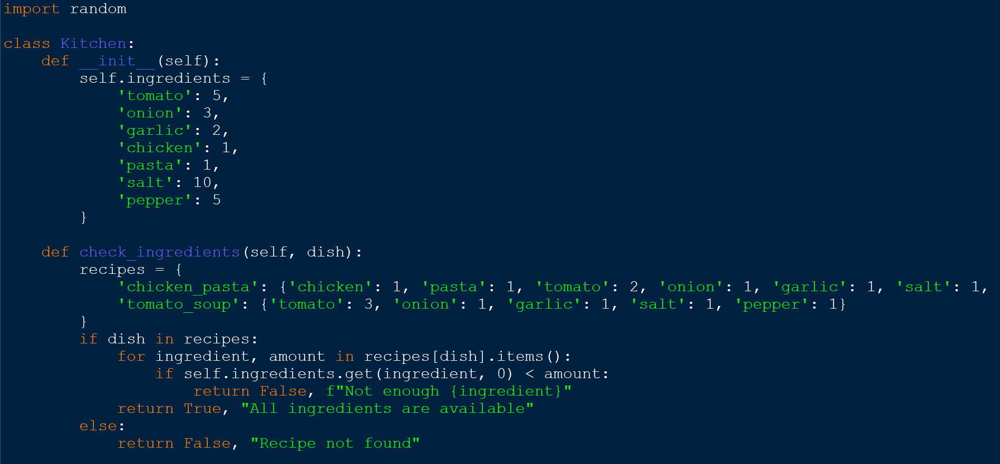 import random

class Kitchen:
    def __init__(self):
        self.ingredients = {
            'tomato': 5,
            'onion': 3,
            'garlic': 2,
            'chicken': 1,
            'pasta': 1,
            'salt': 10,
            'pepper': 5
        }

    def check_ingredients(self, dish):
        recipes = {
            'chicken_pasta': {'chicken': 1, 'pasta': 1, 'tomato': 2, 'onion': 1, 'garlic': 1, 'salt': 1,
            'tomato_soup': {'tomato': 3, 'onion': 1, 'garlic': 1, 'salt': 1, 'pepper': 1}
        }
        if dish in recipes:
            for ingredient, amount in recipes[dish].items():
                if self.ingredients.get(ingredient, 0) < amount:
                    return False, f"Not enough {ingredient}"
            return True, "All ingredients are available"
        else:
            return False, "Recipe not found"